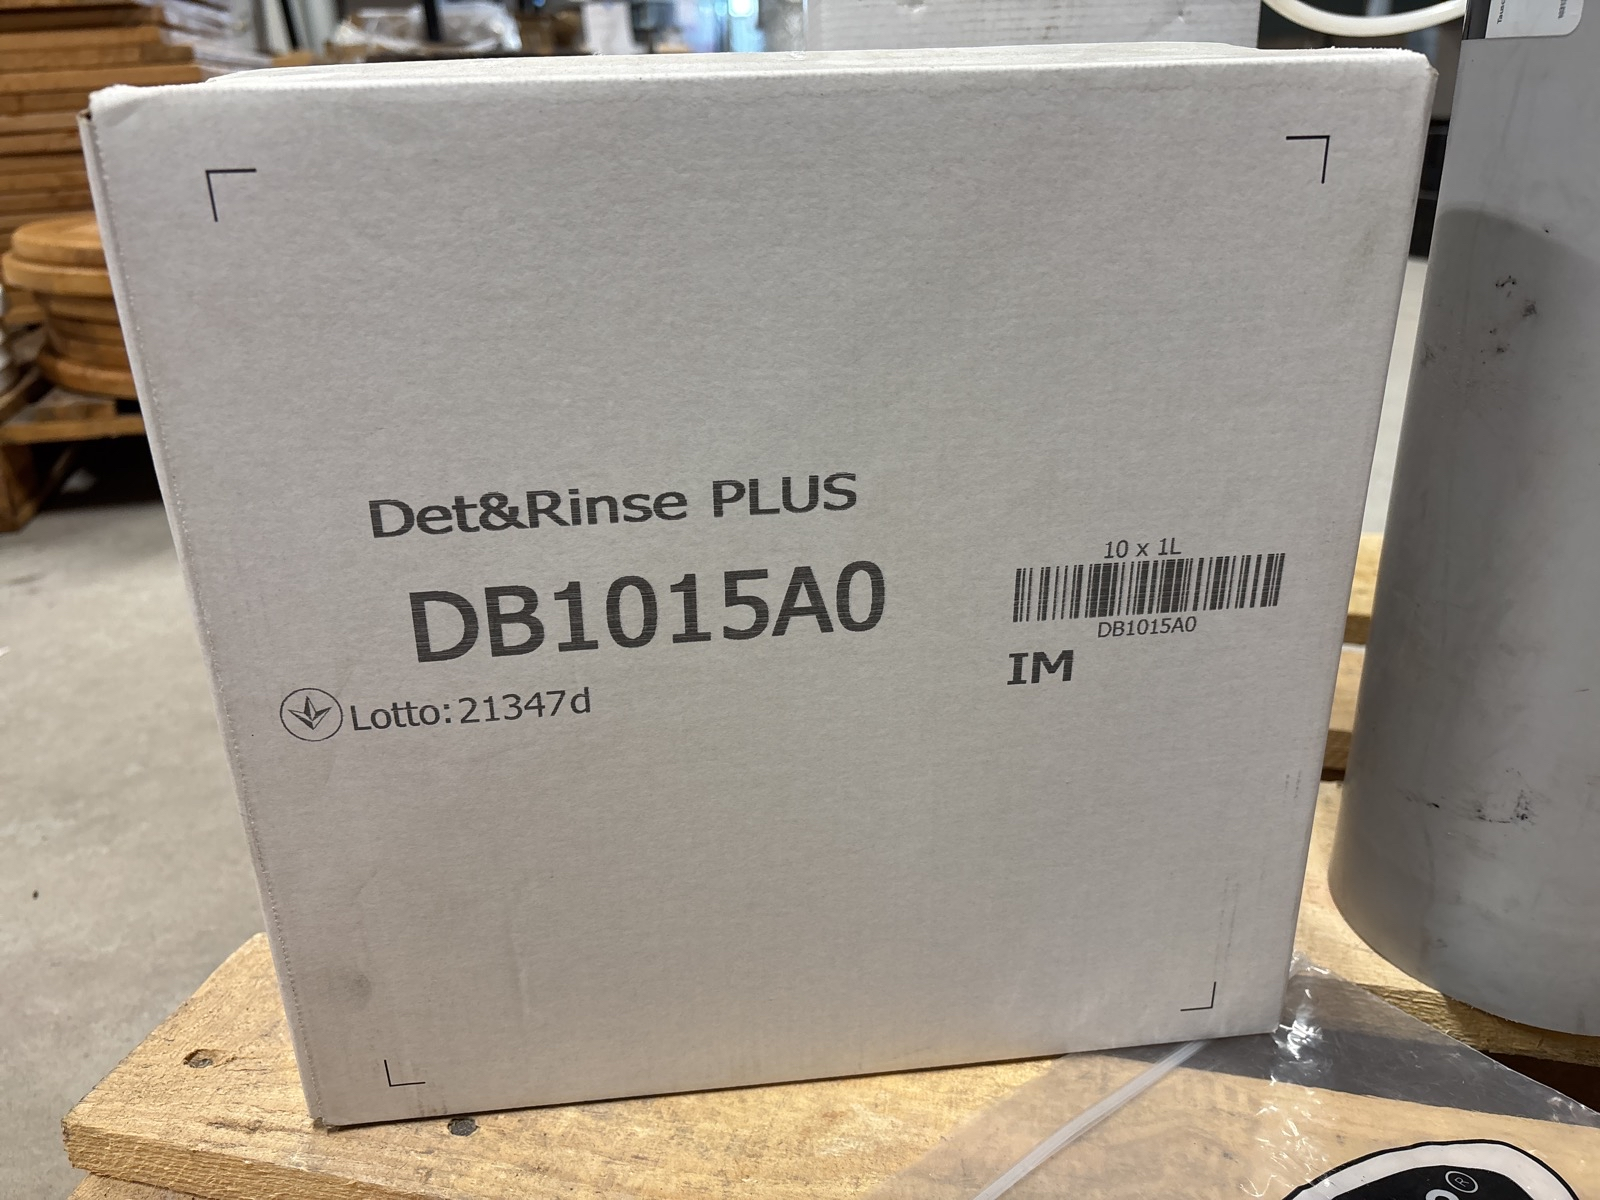 Det&Rinse PLUS
DB1015A0
Lotto:21347d
10 x 1L
DB1015A0
IM
®